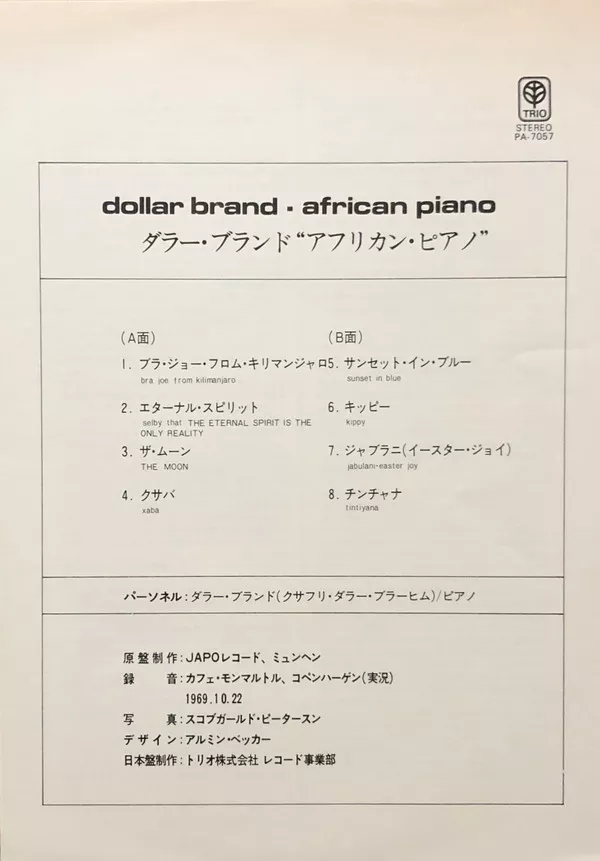 TRIO
STEREO
PA-7057
dollar brand ▪ african piano
ダラー・ブランド“アフリカン・ピアノ”
(A面)
1. ブラ・ジョー・フロム・キリマンジャロ
bra joe from kilimanjaro
2. エターナル・スピリット
selby that THE ETERNAL SPIRIT IS THE
ONLY REALITY
3. ザ・ムーン
THE MOON
4. クサバ
xaba
(B面)
5. サンセット・イン・ブルー
sunset in blue
6. キッピー
kippy
7. ジャブラニ(イースター・ジョイ)
jabulani-easter joy
8. チンチャナ
tintiyana
パーソネル:ダラー・ブランド(クサフリ・ダラー・ブラーヒム)/ピアノ
原盤制作:JAPOレコード、ミュンヘン
録音:カフェ・モンマルトル、コペンハーゲン(実況)
1969.10.22
写真:スコブガールド・ピータースン
デザイン:アルミン・ベッカー
日本盤制作:トリオ株式会社 レコード事業部